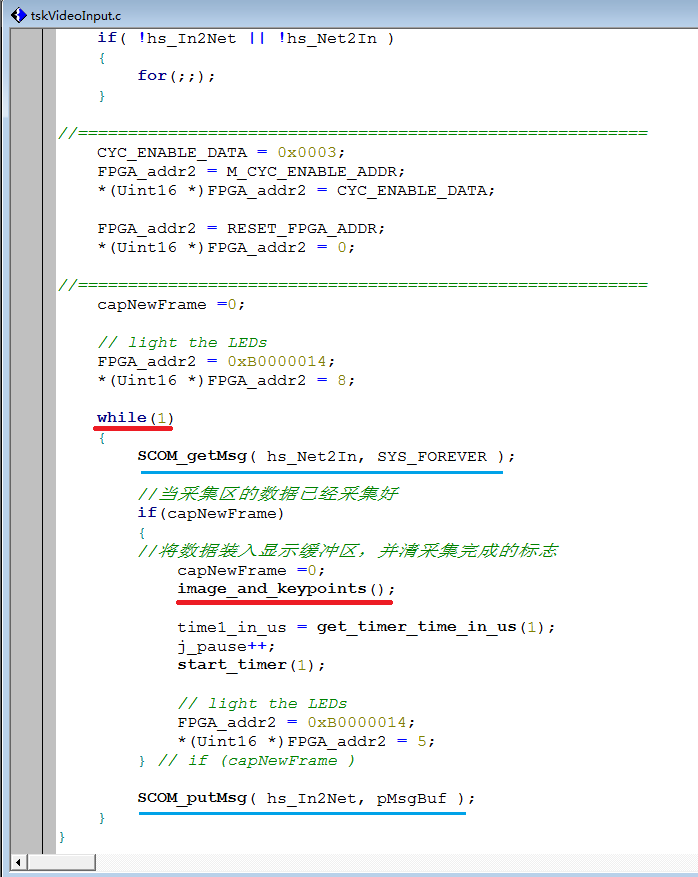 tskVideoInput.c
if( !hs_In2Net || !hs_Net2In )
{
for(;;);
}
//=========================================================
CYC_ENABLE_DATA = 0x0003;
FPGA_addr2 = M_CYC_ENABLE_ADDR;
*(Uint16 *)FPGA_addr2 = CYC_ENABLE_DATA;
FPGA_addr2 = RESET_FPGA_ADDR;
*(Uint16 *)FPGA_addr2 = 0;
//=========================================================
capNewFrame =0;
// light the LEDs
FPGA_addr2 = 0xB0000014;
*(Uint16 *)FPGA_addr2 = 8;
while(1)
{
SCOM_getMsg( hs_Net2In, SYS_FOREVER );
//当采集区的数据已经采集好
if(capNewFrame)
{
//将数据装入显示缓冲区，并清采集完成的标志
capNewFrame =0;
image_and_keypoints();
time1_in_us = get_timer_time_in_us(1);
j_pause++;
start_timer(1);
// light the LEDs
FPGA_addr2 = 0xB0000014;
*(Uint16 *)FPGA_addr2 = 5;
} // if (capNewFrame )
SCOM_putMsg( hs_In2Net, pMsgBuf );
}
}